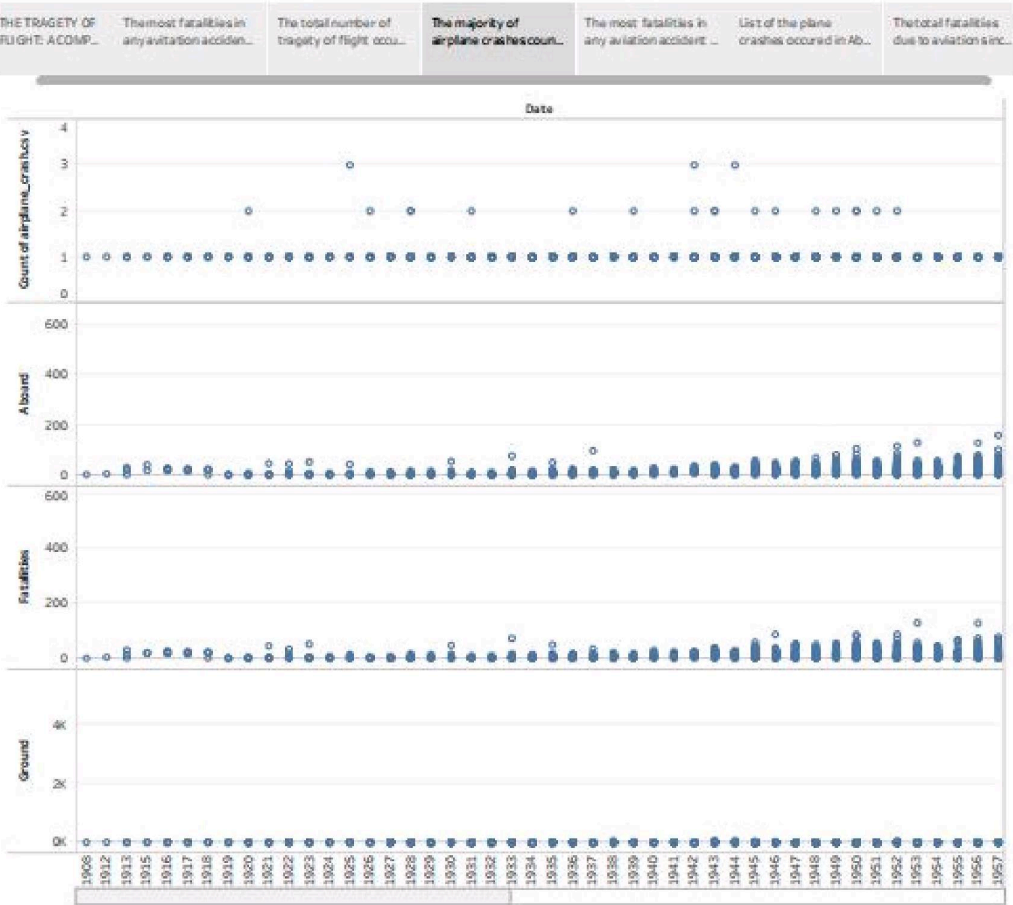 THE TRAGETY OF
FLIGHT: A COMP...
The most fatalities in
any avitation acciden...
The total number of
tragety of flight occu...
The majority of
airplane crashes coun...
The most fatalities in
any aviation accident ...
List of the plane
crashes occured in Ab...
The total fatalities
due to aviation sinc...
Date
Count of airplane_crash.csv
4
3
2
1
0
Aboard
600
400
200
0
Fatalities
600
400
200
0
Ground
4K
2K
0K
1908 1912 1913 1915 1916 1917 1918 1919 1920 1921 1922 1923 1924 1925 1926 1927 1928 1929 1930 1931 1932 1933 1934 1935 1936 1937 1938 1939 1940 1941 1942 1943 1944 1945 1946 1947 1948 1949 1950 1951 1952 1953 1954 1955 1956 1957